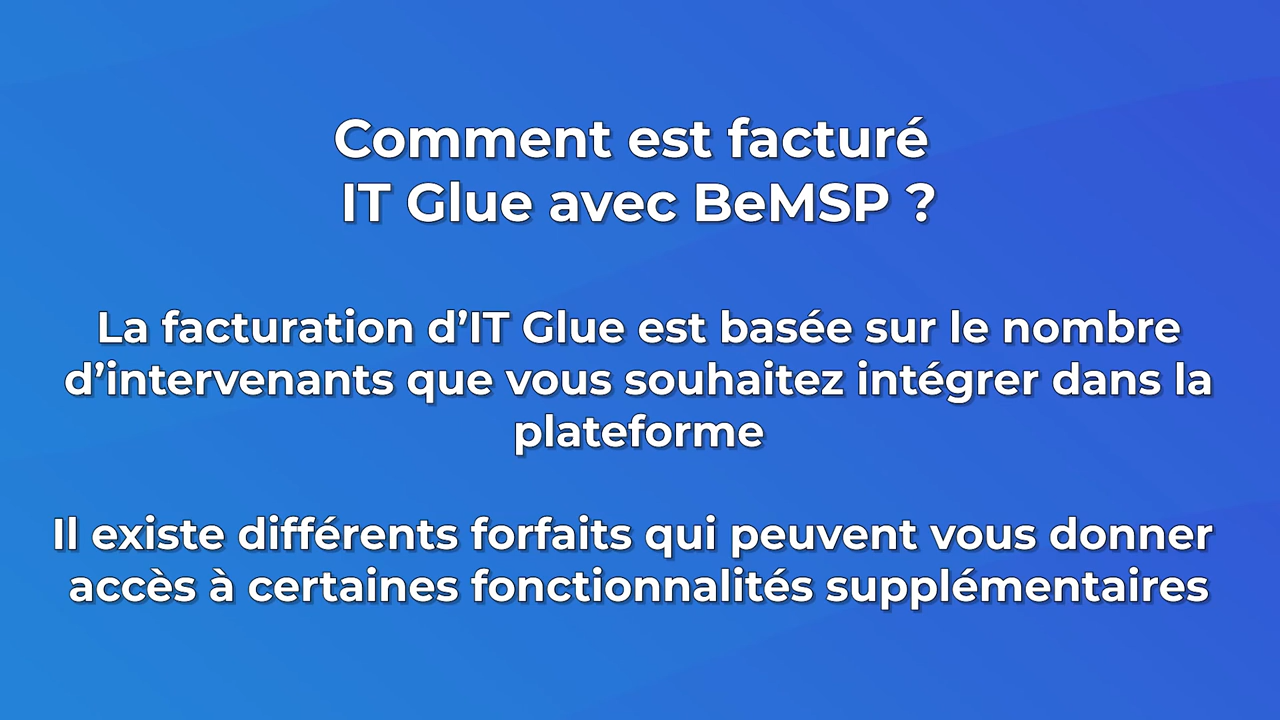 Comment est facturé
IT Glue avec BeMSP ?
La facturation d’IT Glue est basée sur le nombre
d’intervenants que vous souhaitez intégrer dans la
plateforme
Il existe différents forfaits qui peuvent vous donner
accès à certaines fonctionnalités supplémentaires